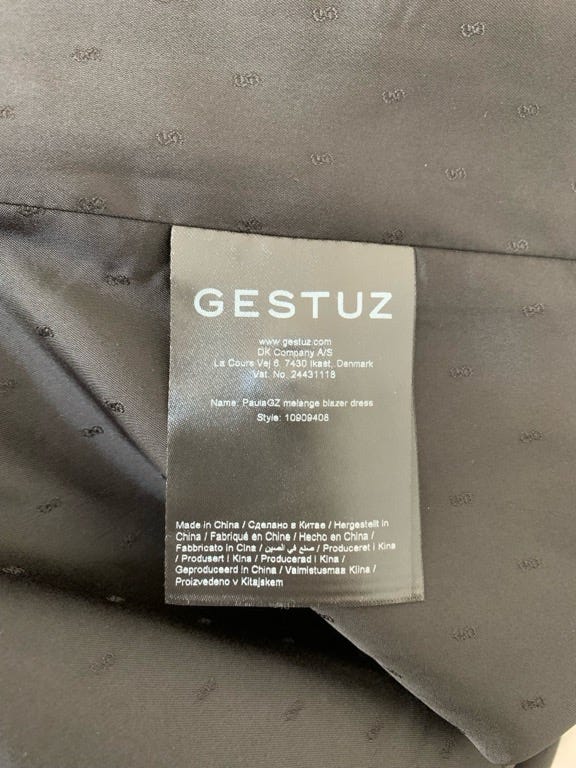 GESTUZ
www.gestuz.com
DK Company A/S
La Cours Vej 6, 7430 Ikast, Denmark
Vat. No. 24431118
Name: PaulaGZ melange blazer dress
Style: 10909408
Made in China / Сделано в Китае / Hergestellt in
China / Fabriqué en Chine / Hecho en China /
Fabbricato in Cina / صنع في الصين / Produceret i Kina
/ Produsert i Kina / Producerad i Kina /
Geproduceerd in China / Valmistusmaa Kiina /
Proizvedeno v Kitajskem